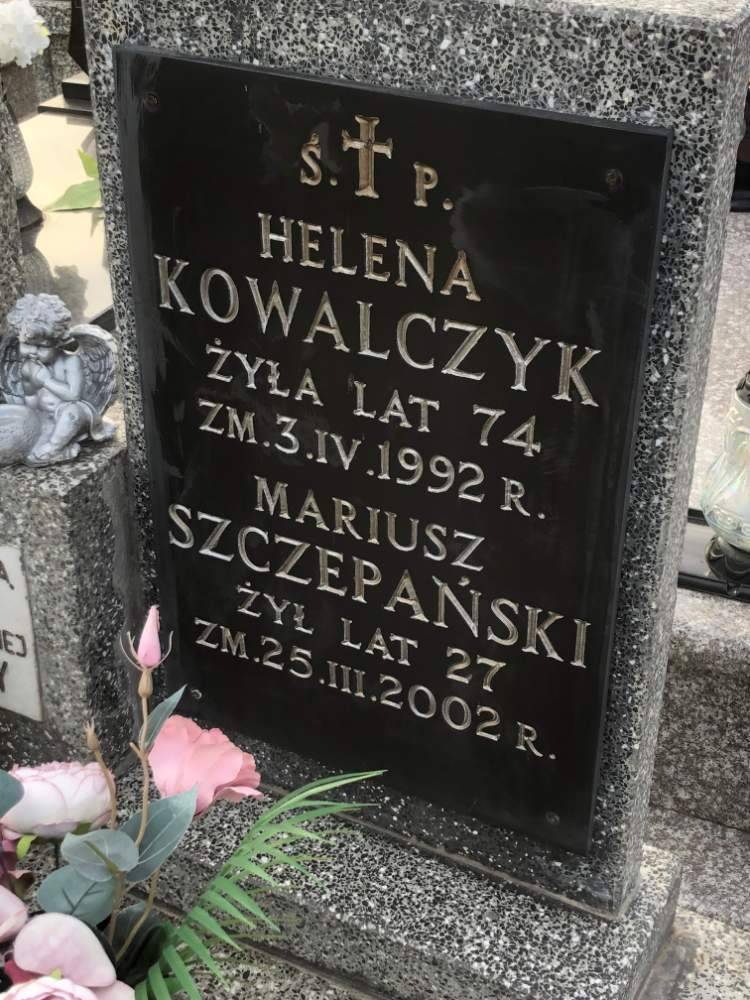 Ś. P.
HELENA
KOWALCZYK
ŻYŁA LAT 74
ZM. 3.IV.1992 R.
MARIUSZ
SZCZEPAŃSKI
ŻYŁ LAT 27
ZM. 25.III.2002 R.